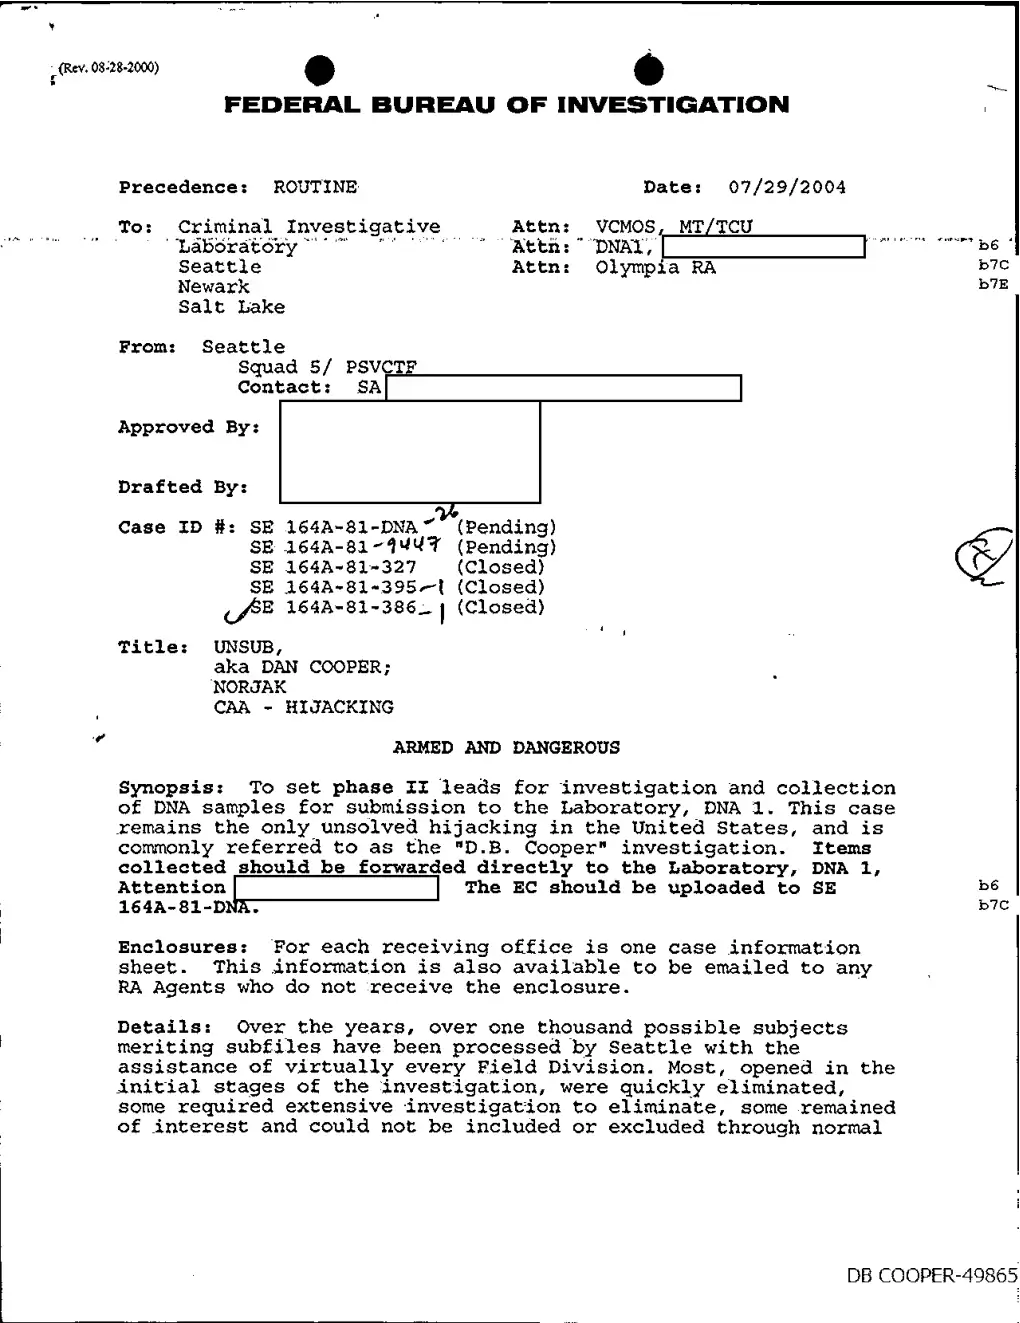 (Rev. 08-28-2000)
FEDERAL BUREAU OF INVESTIGATION
Precedence: ROUTINE Date: 07/29/2004
To: Criminal Investigative Attn: VCMOS, MT/TCU
Laboratory Attn: DNA1, b6
Seattle Attn: Olympia RA b7C
Newark b7E
Salt Lake
From: Seattle
Squad 5/ PSVCTF
Contact: SA
Approved By:
Drafted By:
Case ID #: SE 164A-81-DNA -26 (Pending)
SE 164A-81-9447 (Pending)
SE 164A-81-327 (Closed)
SE 164A-81-395-1 (Closed)
SE 164A-81-386-1 (Closed)
Title: UNSUB,
aka DAN COOPER;
NORJAK
CAA - HIJACKING
ARMED AND DANGEROUS
Synopsis: To set phase II leads for investigation and collection
of DNA samples for submission to the Laboratory, DNA 1. This case
remains the only unsolved hijacking in the United States, and is
commonly referred to as the "D.B. Cooper" investigation. Items
collected should be forwarded directly to the Laboratory, DNA 1,
Attention The EC should be uploaded to SE b6
164A-81-DNA. b7C
Enclosures: For each receiving office is one case information
sheet. This information is also available to be emailed to any
RA Agents who do not receive the enclosure.
Details: Over the years, over one thousand possible subjects
meriting subfiles have been processed by Seattle with the
assistance of virtually every Field Division. Most, opened in the
initial stages of the investigation, were quickly eliminated,
some required extensive investigation to eliminate, some remained
of interest and could not be included or excluded through normal
DB COOPER-49865